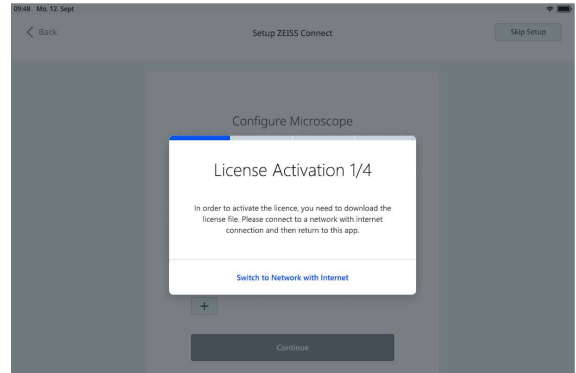 09:48 Mo. 12. Sept
Back
Setup ZEISS Connect
Skip Setup
Configure Microscope
License Activation 1/4
In order to activate the licence, you need to download the
license file. Please connect to a network with internet
connection and then return to this app.
Switch to Network with Internet
+
Continue